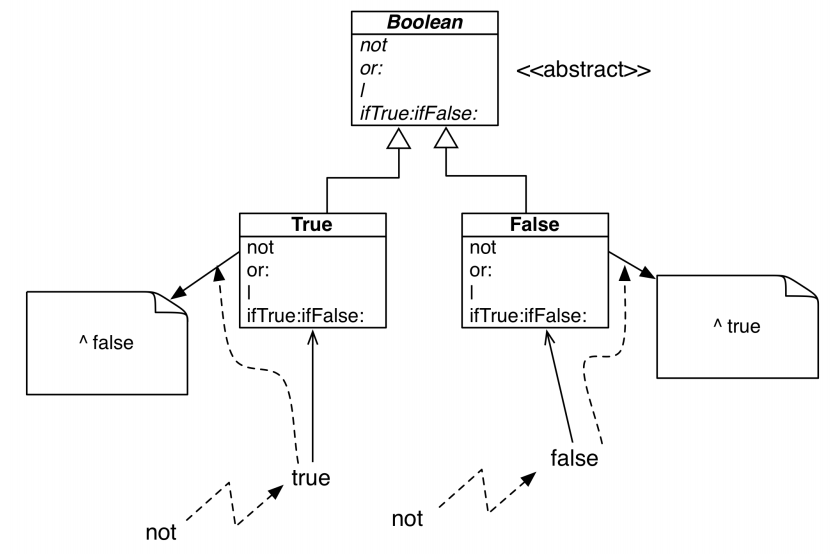 Boolean
not
or:
|
ifTrue:ifFalse:
<<abstract>>
True
not
or:
|
ifTrue:ifFalse:
False
not
or:
|
ifTrue:ifFalse:
^ false
^ true
true
false
not
not